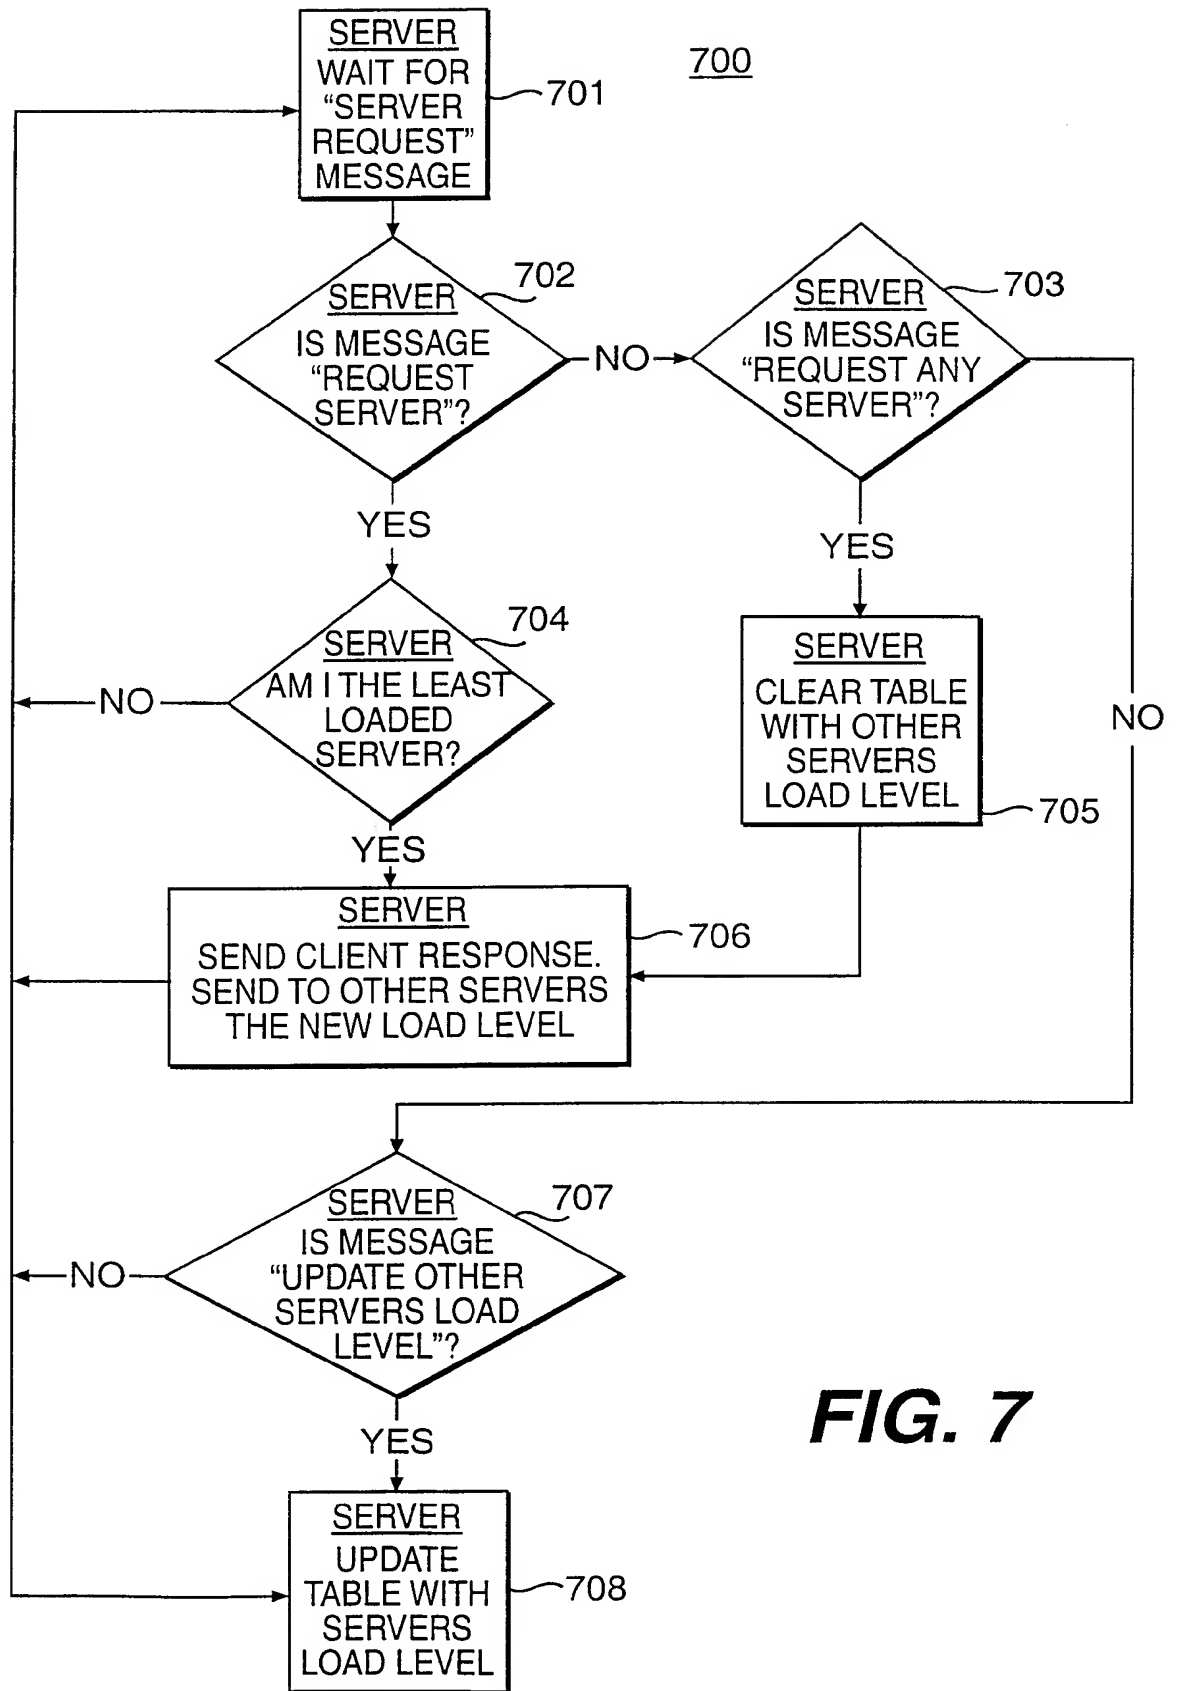 SERVER
WAIT FOR
“SERVER
REQUEST”
MESSAGE
701
700
SERVER
IS MESSAGE
“REQUEST
SERVER”?
702
NO
SERVER
IS MESSAGE
“REQUEST ANY
SERVER”?
703
YES
YES
NO
SERVER
AM I THE LEAST
LOADED
SERVER?
704
NO
SERVER
CLEAR TABLE
WITH OTHER
SERVERS
LOAD LEVEL
705
YES
SERVER
SEND CLIENT RESPONSE.
SEND TO OTHER SERVERS
THE NEW LOAD LEVEL
706
SERVER
IS MESSAGE
“UPDATE OTHER
SERVERS LOAD
LEVEL”?
707
NO
YES
SERVER
UPDATE
TABLE WITH
SERVERS
LOAD LEVEL
708
FIG. 7